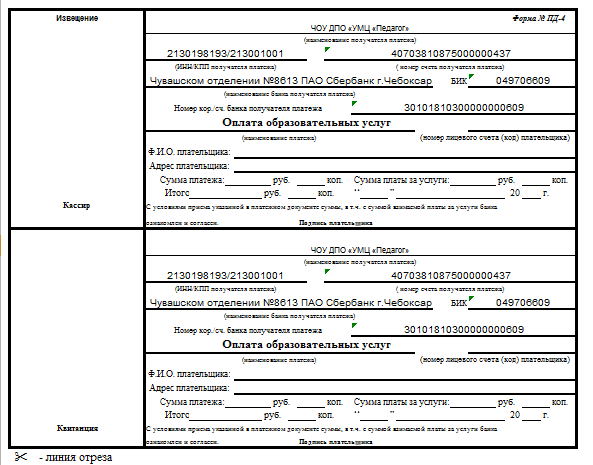 Извещение
Форма № ПД-4
ЧОУ ДПО «УМЦ «Педагог»
(наименование получателя платежа)
2130198193/213001001 40703810875000000437
(ИНН/КПП получателя платежа) ( номер счета получателя платежа)
Чувашском отделении №8613 ПАО Сбербанк г.Чебоксар БИК 049706609
(наименование банка получателя платежа)
Номер кор./сч. банка получателя платежа 30101810300000000609
Оплата образовательных услуг
(наименование платежа) (номер лицевого счета (код) плательщика)
Ф.И.О. плательщика:
Адрес плательщика:
Сумма платежа: руб. коп. Сумма платы за услуги: руб. коп.
Итого руб. коп. “ ” 20 г.
Кассир
С условиями приема указанной в платежном документе суммы, в т.ч. с суммой взимаемой платы за услуги банка
ознакомлен и согласен. Подпись плательщика
ЧОУ ДПО «УМЦ «Педагог»
(наименование получателя платежа)
2130198193/213001001 40703810875000000437
(ИНН/КПП получателя платежа) ( номер счета получателя платежа)
Чувашском отделении №8613 ПАО Сбербанк г.Чебоксар БИК 049706609
(наименование банка получателя платежа)
Номер кор./сч. банка получателя платежа 30101810300000000609
Оплата образовательных услуг
(наименование платежа) (номер лицевого счета (код) плательщика)
Ф.И.О. плательщика:
Адрес плательщика:
Сумма платежа: руб. коп. Сумма платы за услуги: руб. коп.
Итого руб. коп. “ ” 20 г.
Квитанция
С условиями приема указанной в платежном документе суммы, в т.ч. с суммой взимаемой платы за услуги банка
ознакомлен и согласен. Подпись плательщика
- линия отреза